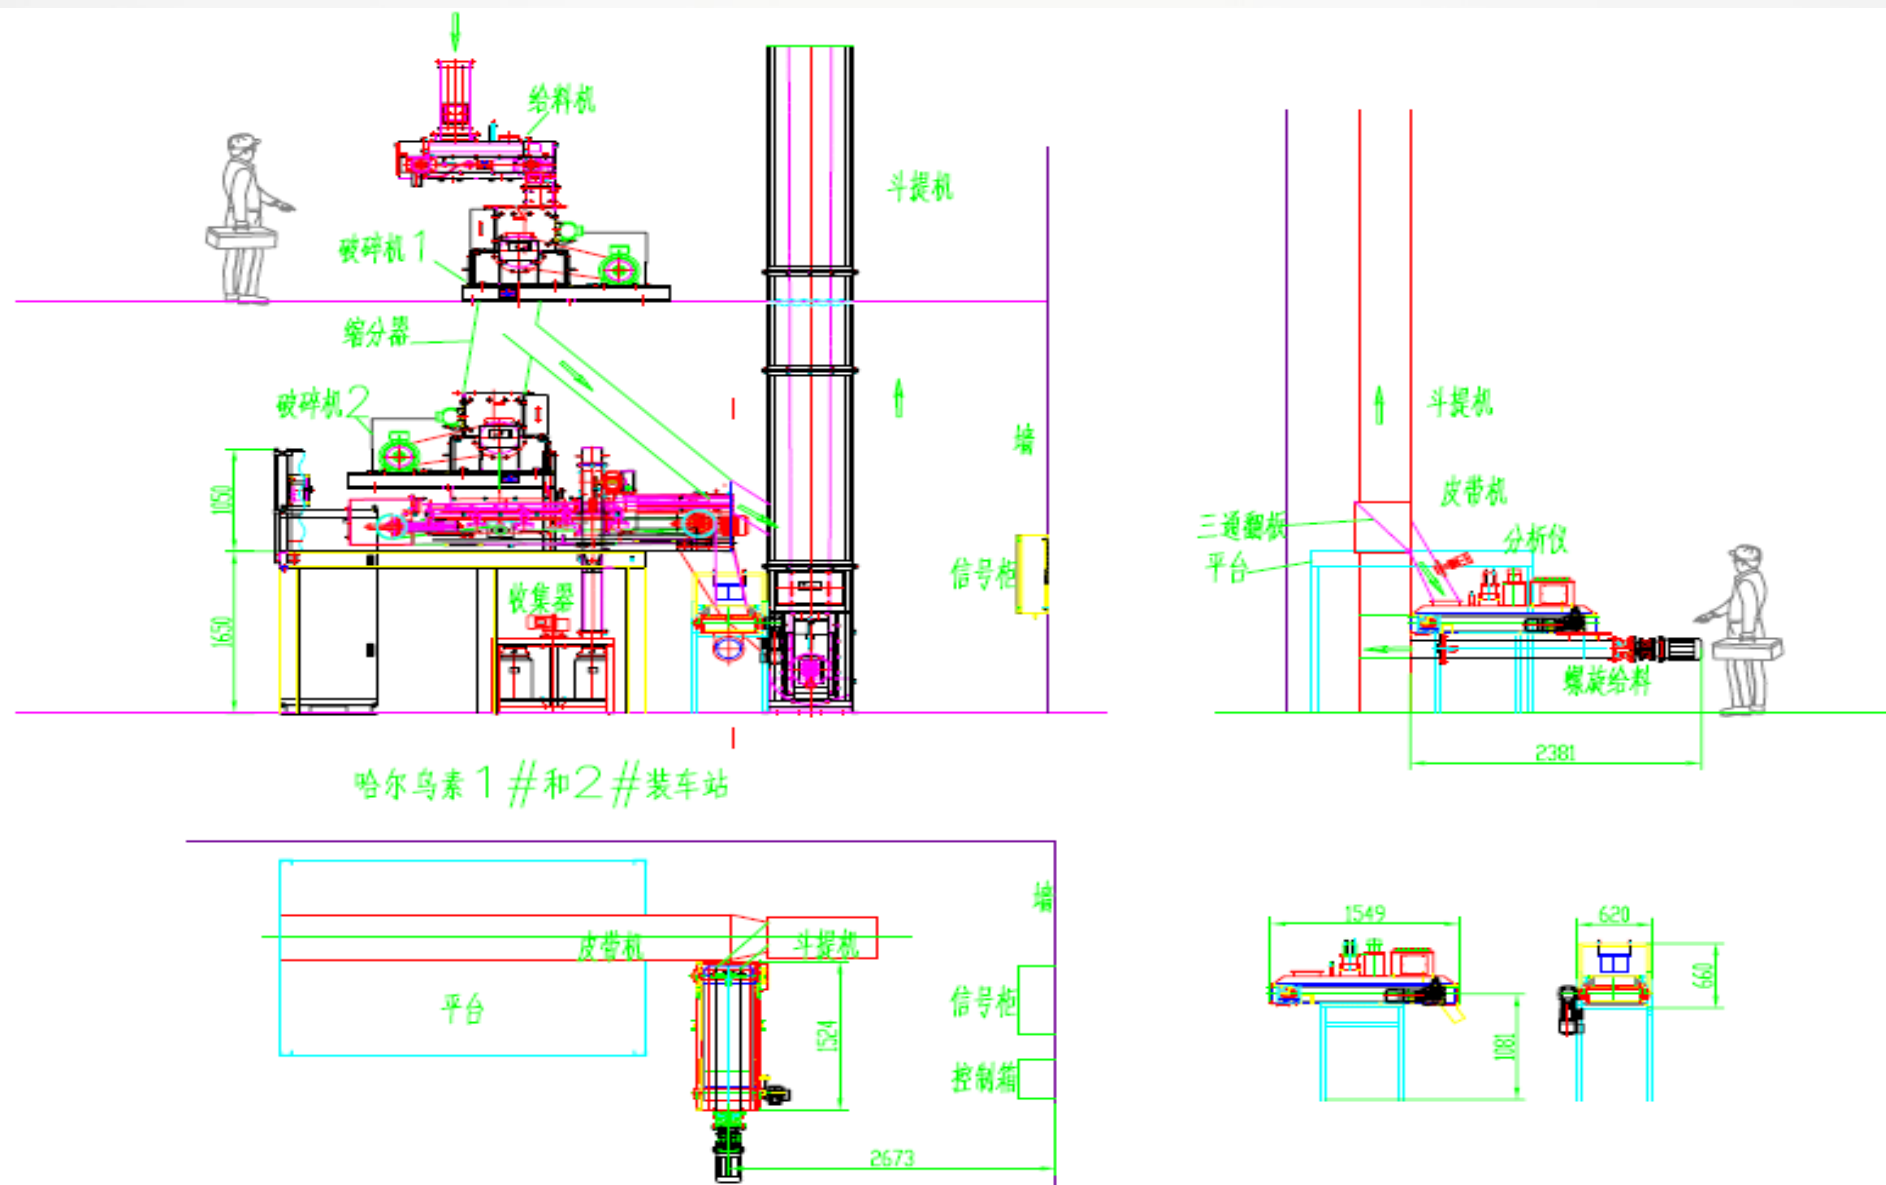 给料机
斗提机
破碎机1
缩分器
破碎机2
墙
1050
信号柜
收集器
1650
哈尔乌素1#和2#装车站
斗提机
皮带机
三通翻板
分析仪
平台
螺旋给料
2381
墙
皮带机
斗提机
平台
信号柜
1524
控制箱
2673
1549
620
660
1081